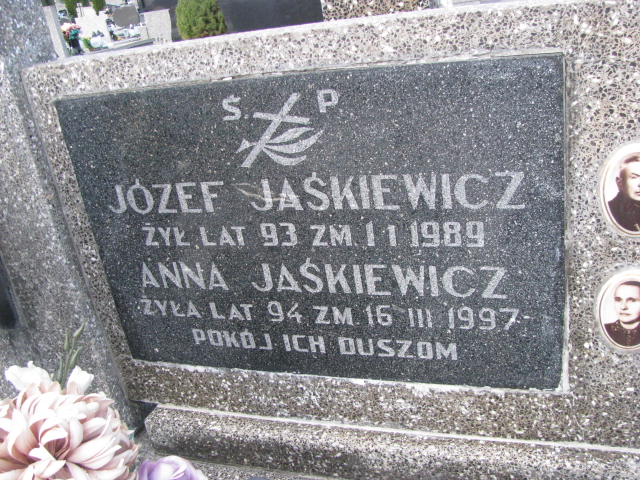 Ś. P
JÓZEF JAŚKIEWICZ
ŻYŁ LAT 93 ZM. 1 I 1989
ANNA JAŚKIEWICZ
ŻYŁA LAT 94 ZM. 16 III 1997
POKÓJ ICH DUSZOM